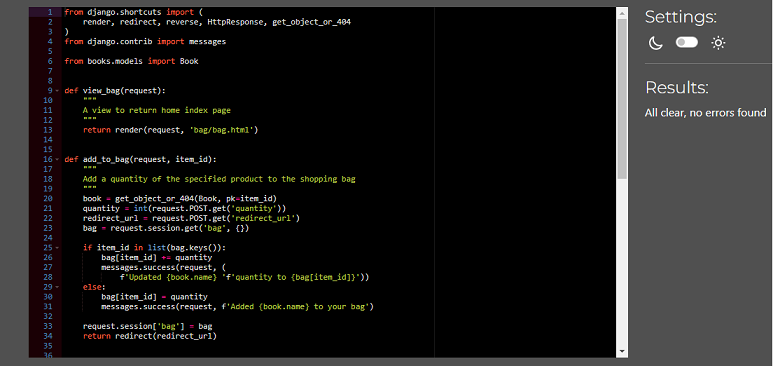 1 from django.shortcuts import (
2     render, redirect, reverse, HttpResponse, get_object_or_404
3 )
4 from django.contrib import messages
5
6 from books.models import Book
7
8
9 def view_bag(request):
10     """
11     A view to return home index page
12     """
13     return render(request, 'bag/bag.html')
14
15
16 def add_to_bag(request, item_id):
17     """
18     Add a quantity of the specified product to the shopping bag
19     """
20     book = get_object_or_404(Book, pk=item_id)
21     quantity = int(request.POST.get('quantity'))
22     redirect_url = request.POST.get('redirect_url')
23     bag = request.session.get('bag', {})
24
25     if item_id in list(bag.keys()):
26         bag[item_id] += quantity
27         messages.success(request, (
28             f'Updated {book.name} 'f'quantity to {bag[item_id]}'))
29     else:
30         bag[item_id] = quantity
31         messages.success(request, f'Added {book.name} to your bag')
32
33     request.session['bag'] = bag
34     return redirect(redirect_url)
35
36
Settings:
Results:
All clear, no errors found